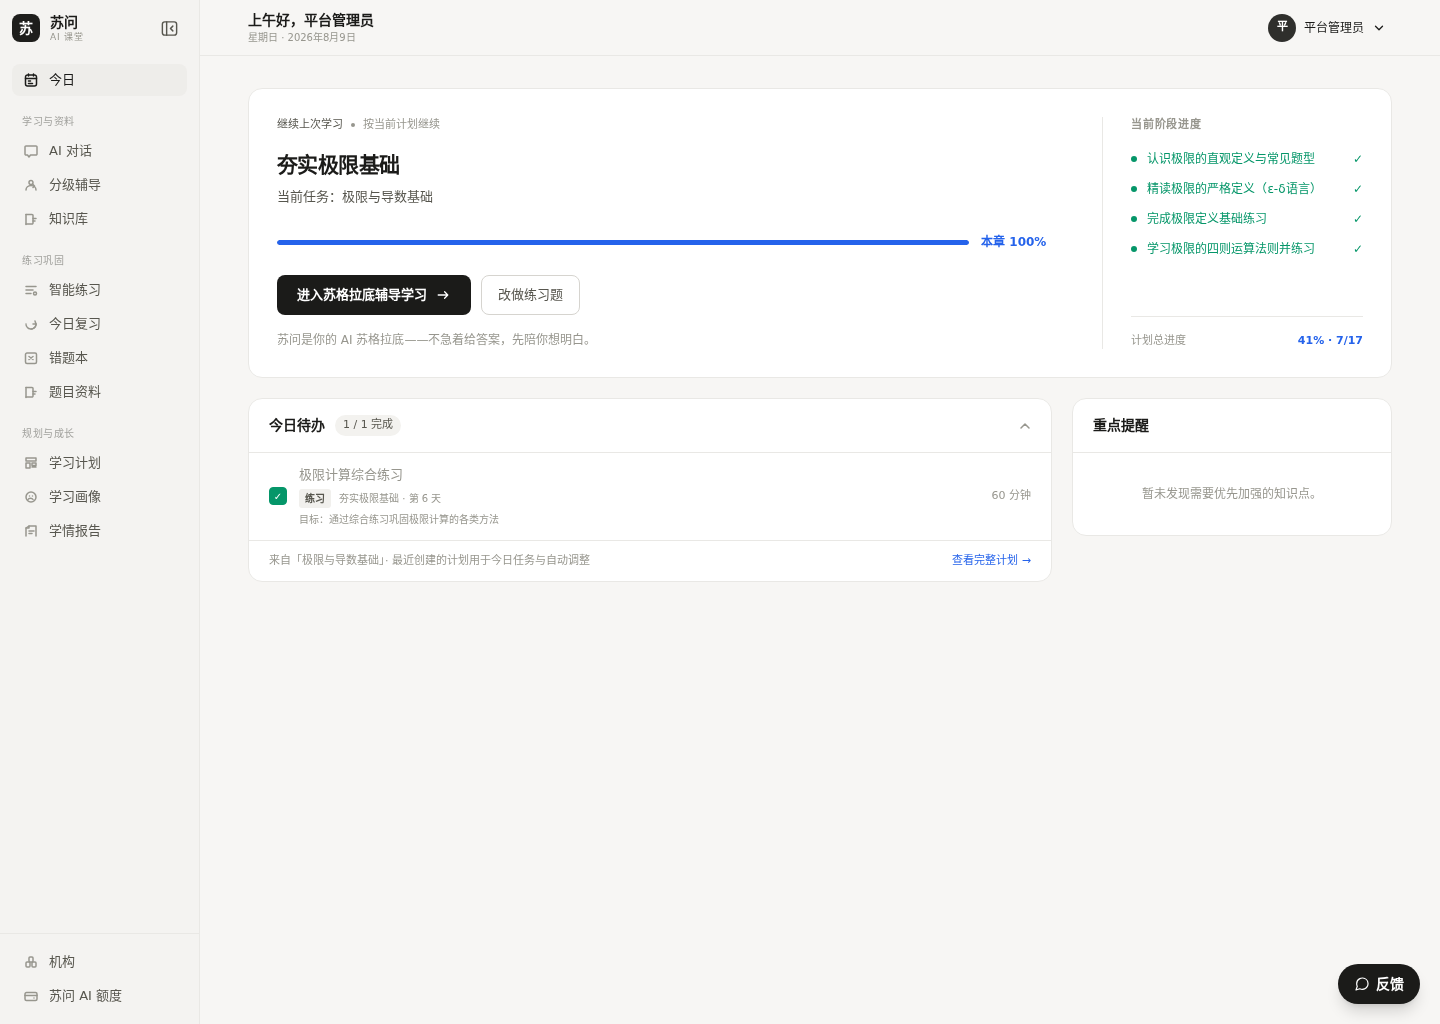 苏
苏问
AI 课堂
今日
学习与资料
AI 对话
分级辅导
知识库
练习巩固
智能练习
今日复习
错题本
题目资料
规划与成长
学习计划
学习画像
学情报告
机构
苏问 AI 额度
上午好，平台管理员
星期日 · 2026年8月9日
平 平台管理员
继续上次学习 • 按当前计划继续
夯实极限基础
当前任务：极限与导数基础
本章 100%
进入苏格拉底辅导学习 →
改做练习题
苏问是你的 AI 苏格拉底——不急着给答案，先陪你想明白。
当前阶段进度
认识极限的直观定义与常见题型 ✓
精读极限的严格定义（ε-δ语言） ✓
完成极限定义基础练习 ✓
学习极限的四则运算法则并练习 ✓
计划总进度 41% · 7/17
今日待办 1 / 1 完成
✓ 极限计算综合练习
练习 夯实极限基础 · 第 6 天
目标：通过综合练习巩固极限计算的各类方法
60 分钟
来自「极限与导数基础」· 最近创建的计划用于今日任务与自动调整
查看完整计划 →
重点提醒
暂未发现需要优先加强的知识点。
反馈